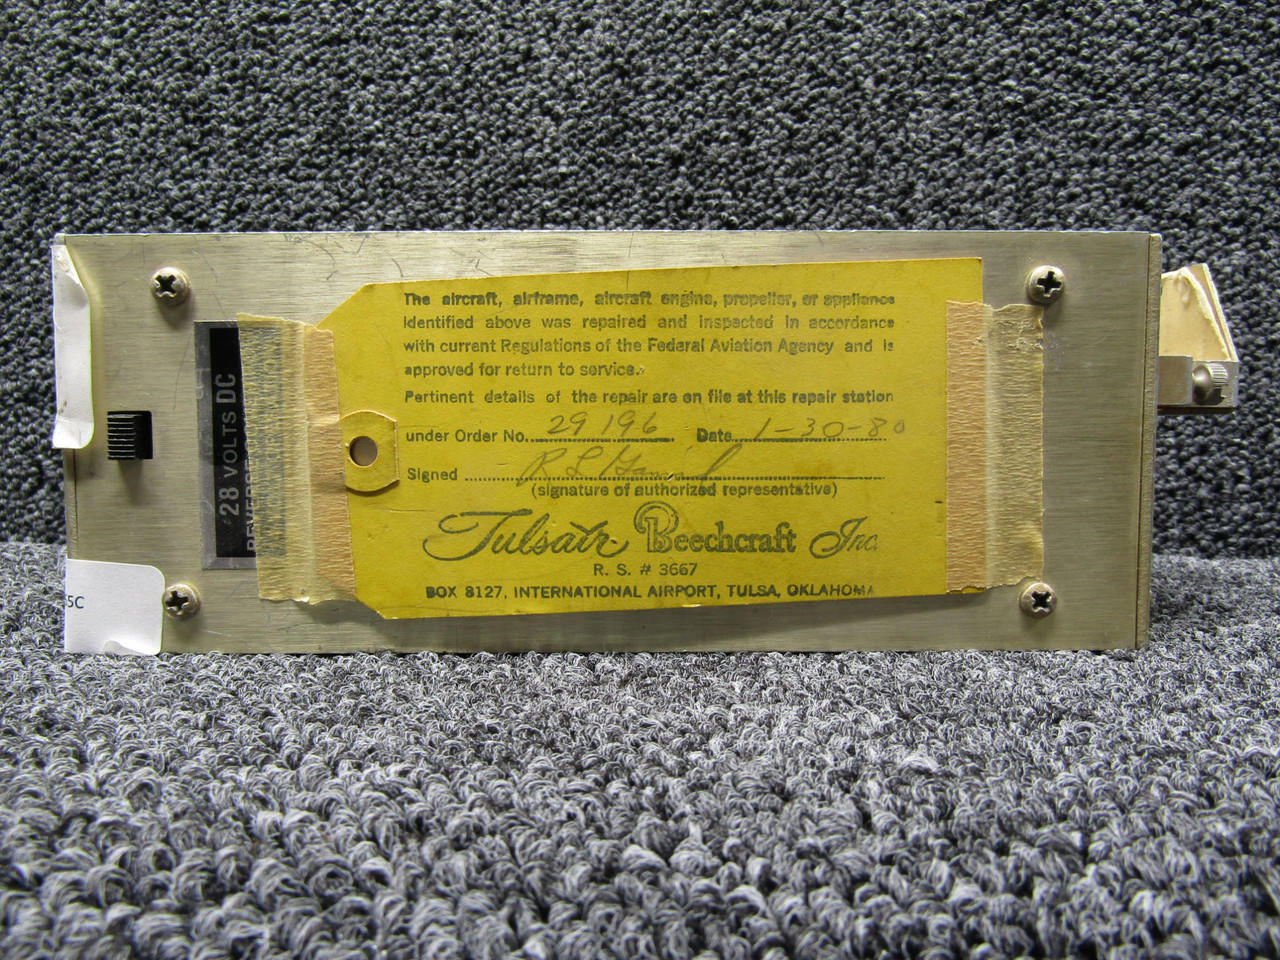 The aircraft, airframe, aircraft engine, propeller, or appliance
identified above was repaired and inspected in accordance
with current Regulations of the Federal Aviation Agency and is
approved for return to service.
Pertinent details of the repair are on file at this repair station
under Order No. 29196 Date 1-30-80
Signed R L
(signature of authorized representative)
Tulsair Beechcraft Inc.
R. S. # 3667
BOX 8127, INTERNATIONAL AIRPORT, TULSA, OKLAHOMA
28 VOLTS DC
5C